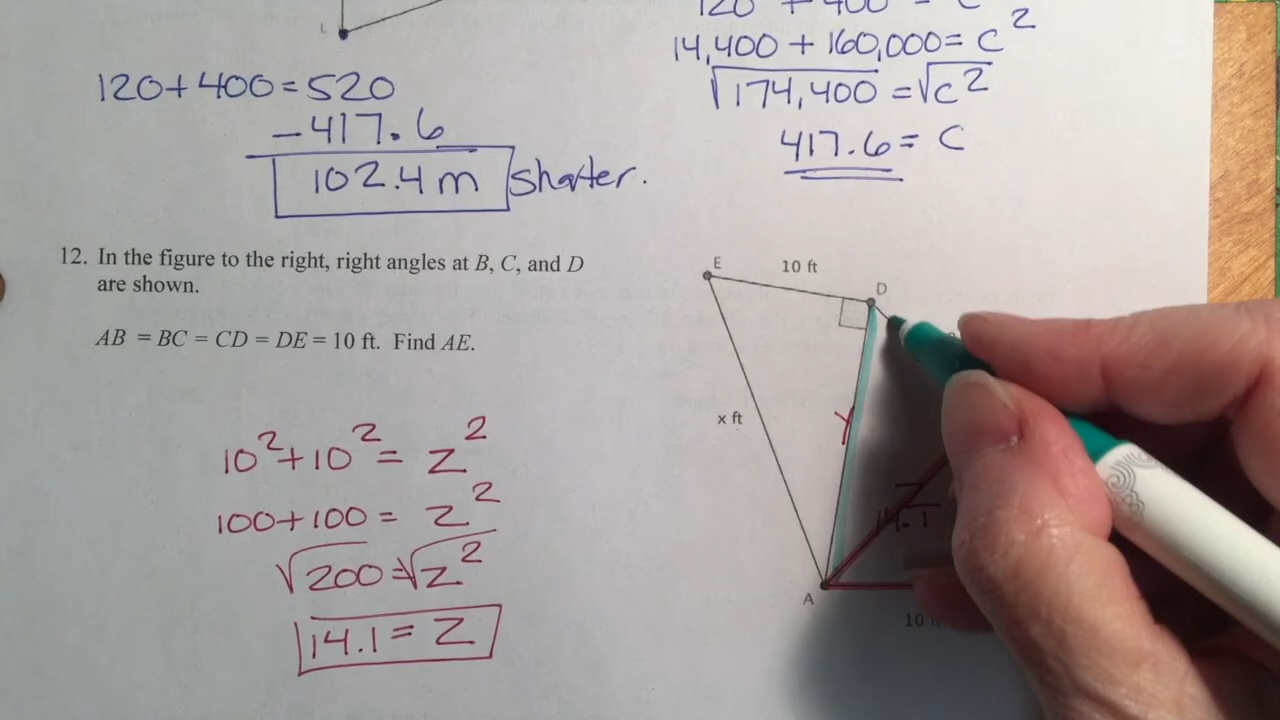 L
120 + 400 = C
14,400 + 160,000 = C²
√174,400 = √C²
417.6 = C
120 + 400 = 520
- 417.6
102.4 m shorter.
12. In the figure to the right, right angles at B, C, and D
are shown.
AB = BC = CD = DE = 10 ft. Find AE.
10² + 10² = Z²
100 + 100 = Z²
√200 = √Z²
14.1 = Z
E
10 ft
D
x ft
Y
Z
14.1
A
10